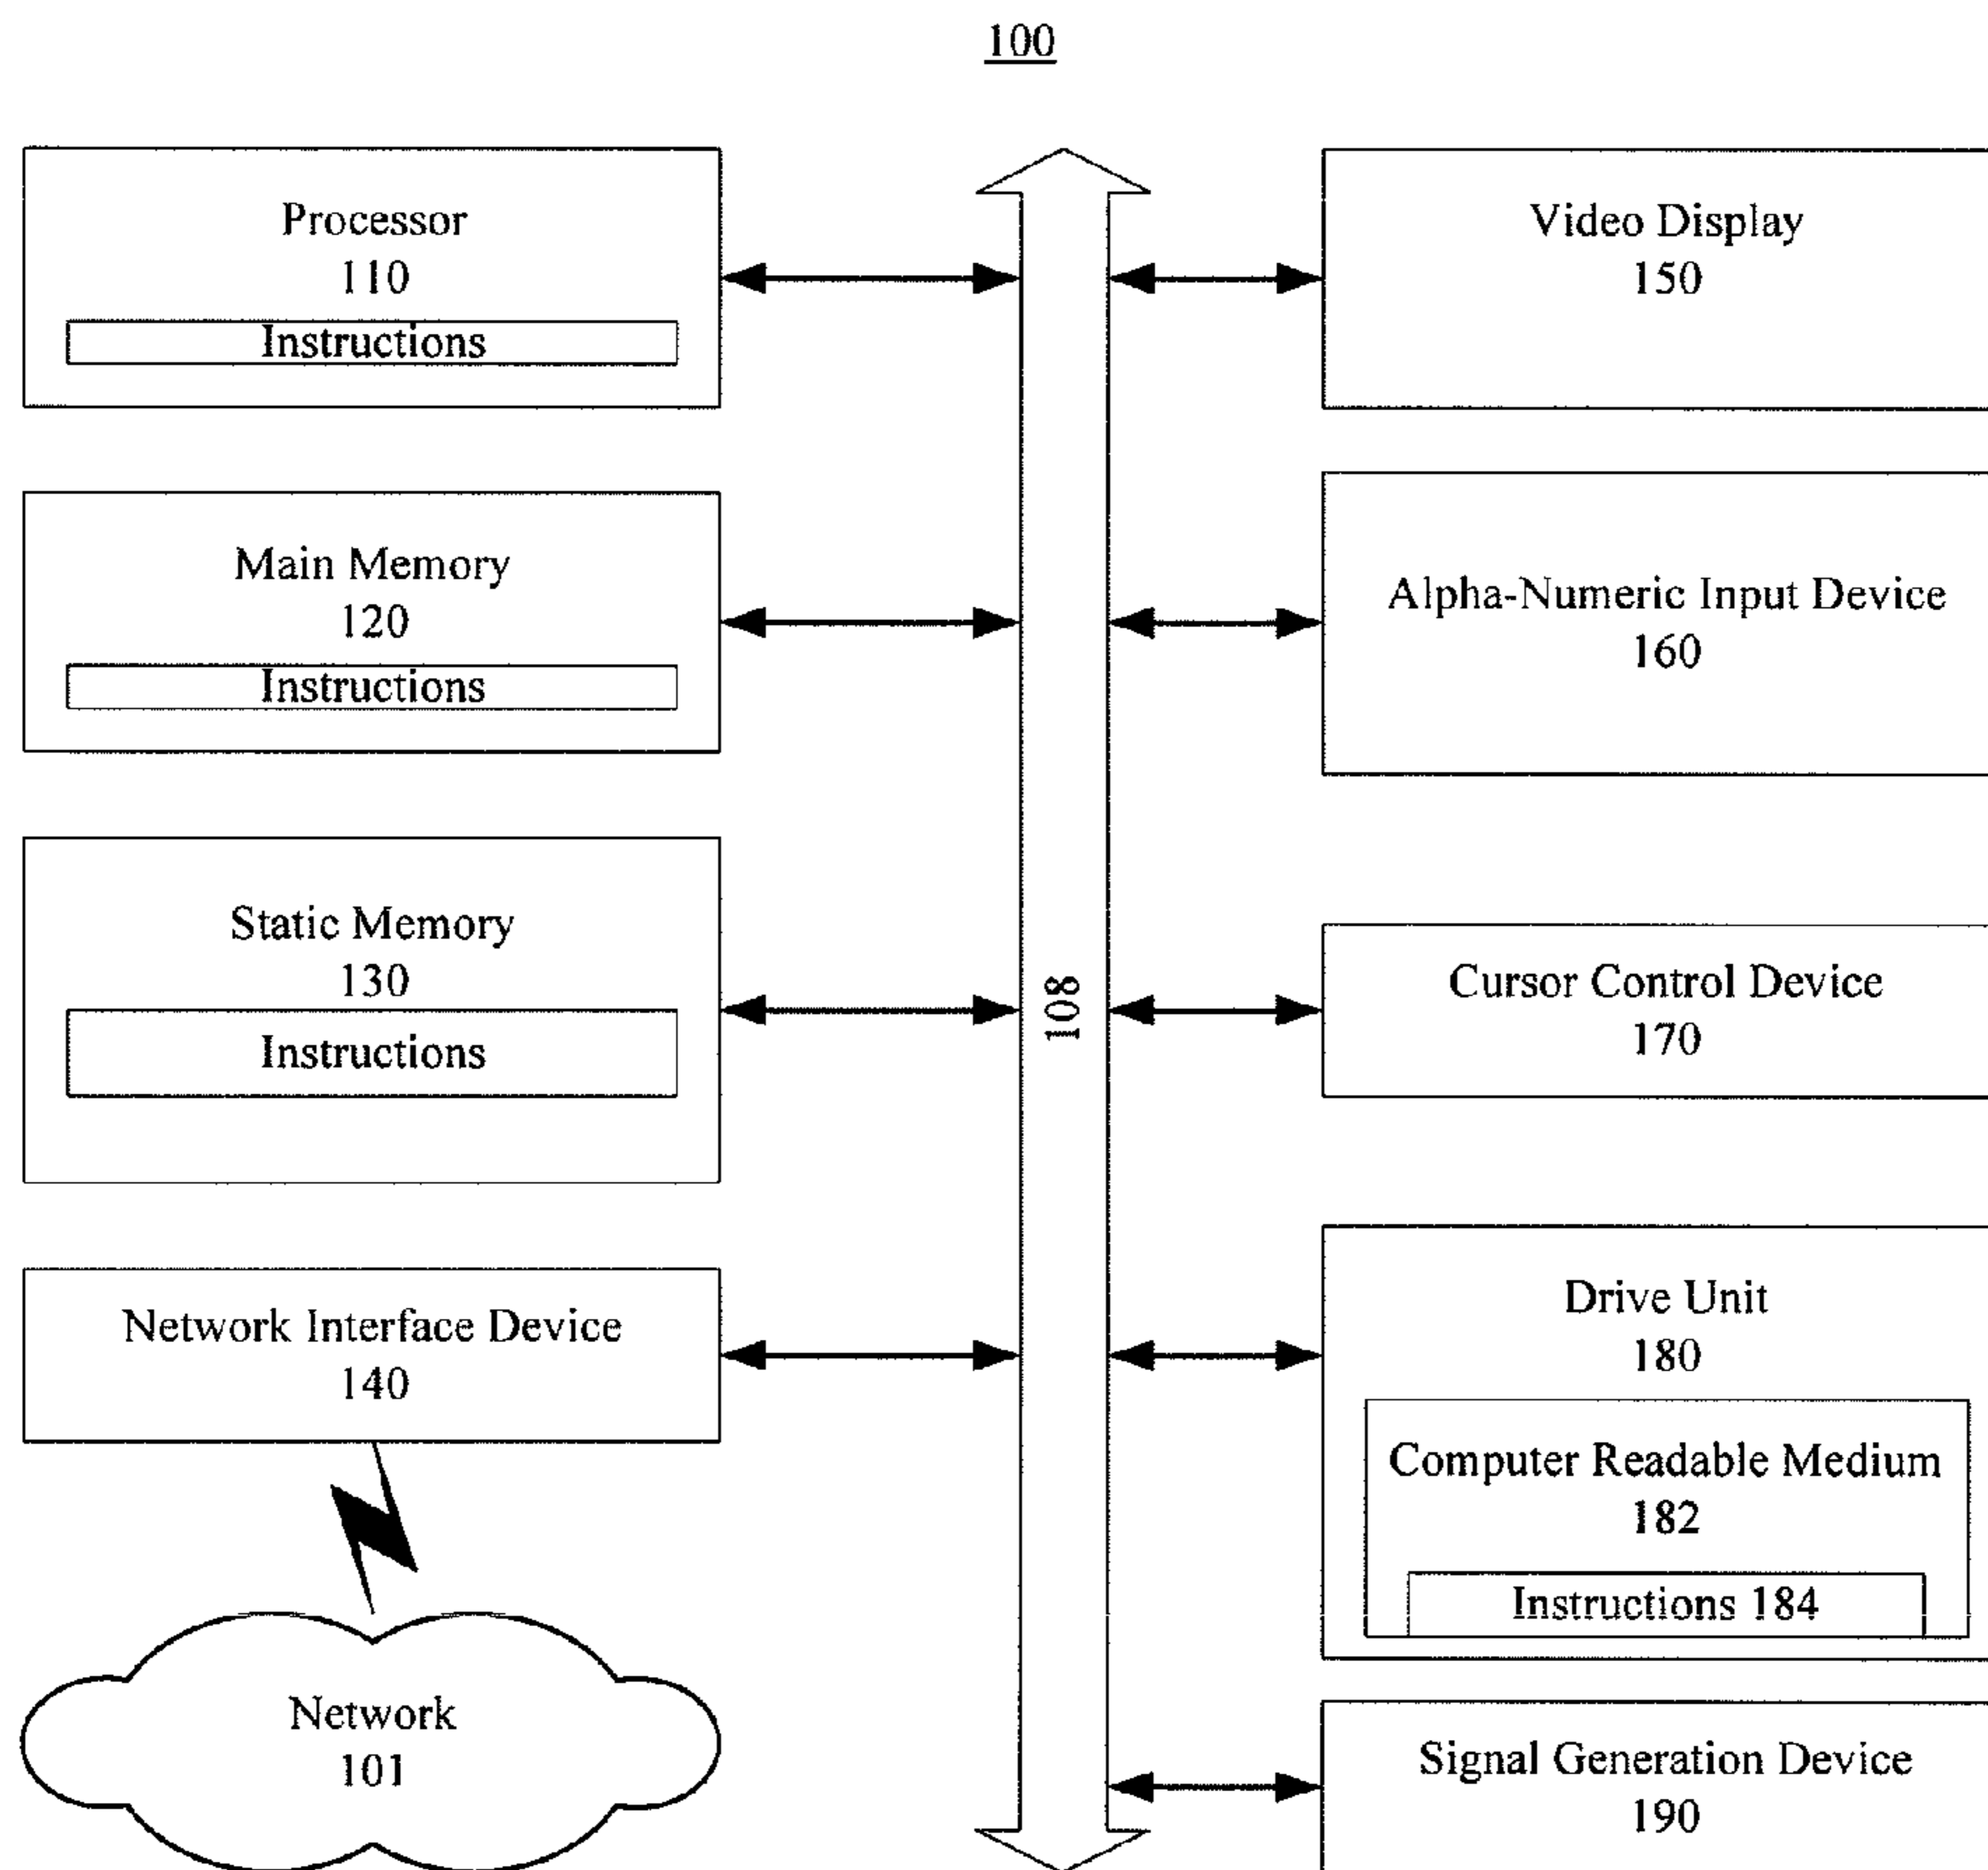 100
Processor
110
Instructions
Main Memory
120
Instructions
Static Memory
130
Instructions
Network Interface Device
140
Network
101
108
Video Display
150
Alpha-Numeric Input Device
160
Cursor Control Device
170
Drive Unit
180
Computer Readable Medium
182
Instructions 184
Signal Generation Device
190